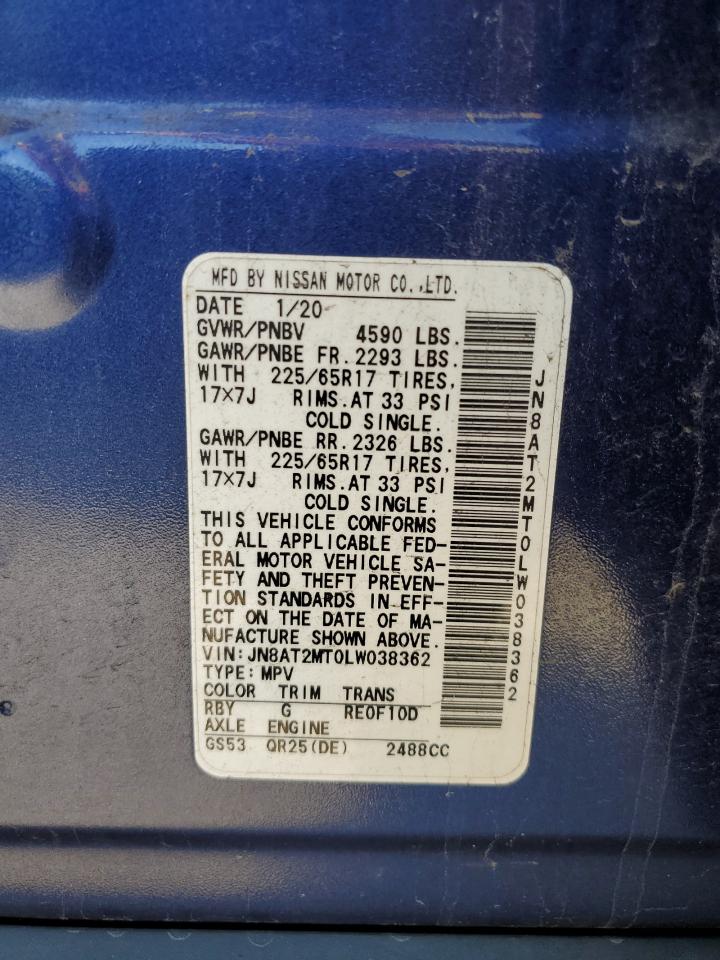 MFD BY NISSAN MOTOR CO.,LTD.
DATE 1/20
GVWR/PNBV 4590 LBS.
GAWR/PNBE FR. 2293 LBS.
WITH 225/65R17 TIRES,
17×7J RIMS.AT 33 PSI
COLD SINGLE.
GAWR/PNBE RR. 2326 LBS.
WITH 225/65R17 TIRES,
17×7J RIMS.AT 33 PSI
COLD SINGLE.
THIS VEHICLE CONFORMS
TO ALL APPLICABLE FED-
ERAL MOTOR VEHICLE SA-
FETY AND THEFT PREVEN-
TION STANDARDS IN EFF-
ECT ON THE DATE OF MA-
NUFACTURE SHOWN ABOVE.
VIN:JN8AT2MT0LW038362
TYPE:MPV
COLOR TRIM TRANS
RBY G RE0F10D
AXLE ENGINE
GS53 QR25(DE) 2488CC
JN8AT2MT0LW038362